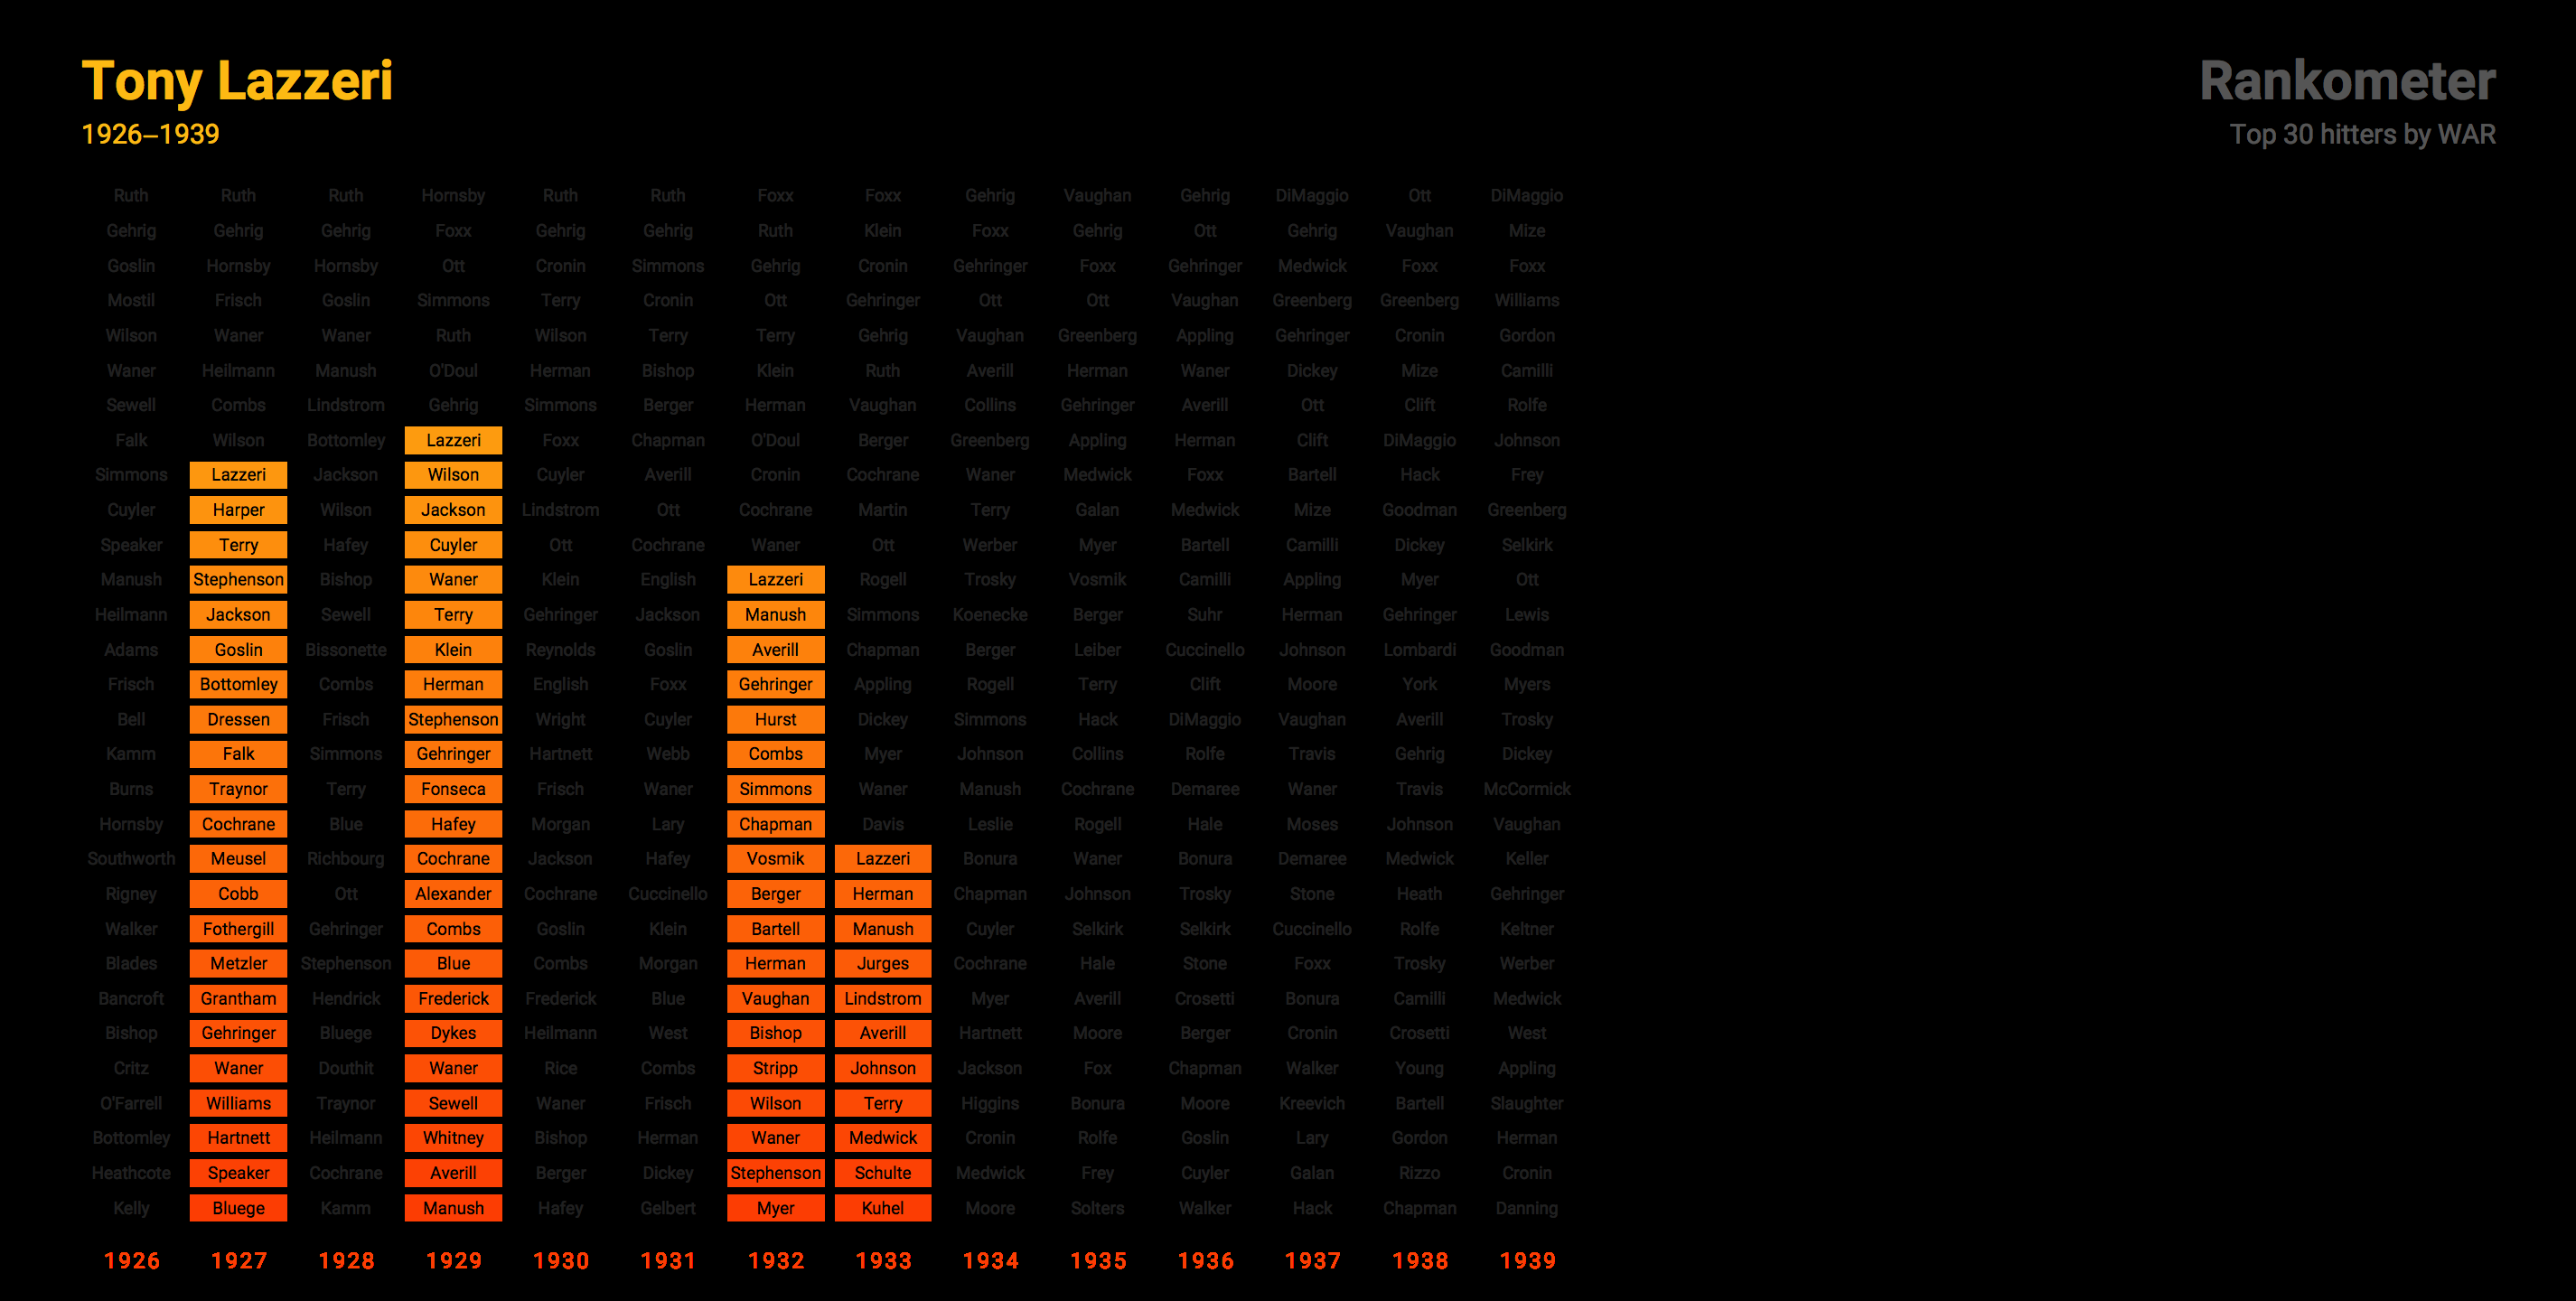 Tony Lazzeri
1926–1939
Rankometer
Top 30 hitters by WAR
Ruth Ruth Ruth Hornsby Ruth Ruth Foxx Foxx Gehrig Vaughan Gehrig DiMaggio Ott DiMaggio
Gehrig Gehrig Gehrig Foxx Gehrig Gehrig Ruth Klein Foxx Gehrig Ott Gehrig Vaughan Mize
Goslin Hornsby Hornsby Ott Cronin Simmons Gehrig Cronin Gehringer Foxx Gehringer Medwick Foxx Foxx
Mostil Frisch Goslin Simmons Terry Cronin Ott Gehringer Ott Ott Vaughan Greenberg Greenberg Williams
Wilson Waner Waner Ruth Wilson Terry Terry Gehrig Vaughan Greenberg Appling Gehringer Cronin Gordon
Waner Heilmann Manush O'Doul Herman Bishop Klein Ruth Averill Herman Waner Dickey Mize Camilli
Sewell Combs Lindstrom Gehrig Simmons Berger Herman Vaughan Collins Gehringer Averill Ott Clift Rolfe
Falk Wilson Bottomley Lazzeri Foxx Chapman O'Doul Berger Greenberg Appling Herman Clift DiMaggio Johnson
Simmons Lazzeri Jackson Wilson Cuyler Averill Cronin Cochrane Waner Medwick Foxx Bartell Hack Frey
Cuyler Harper Wilson Jackson Lindstrom Ott Cochrane Martin Terry Galan Medwick Mize Goodman Greenberg
Speaker Terry Hafey Cuyler Ott Cochrane Waner Ott Werber Myer Bartell Camilli Dickey Selkirk
Manush Stephenson Bishop Waner Klein English Lazzeri Rogell Trosky Vosmik Camilli Appling Myer Ott
Heilmann Jackson Sewell Terry Gehringer Jackson Manush Simmons Koenecke Berger Suhr Herman Gehringer Lewis
Adams Goslin Bissonette Klein Reynolds Goslin Averill Chapman Berger Leiber Cuccinello Johnson Lombardi Goodman
Frisch Bottomley Combs Herman English Foxx Gehringer Appling Rogell Terry Clift Moore York Myers
Bell Dressen Frisch Stephenson Wright Cuyler Hurst Dickey Simmons Hack DiMaggio Vaughan Averill Trosky
Kamm Falk Simmons Gehringer Hartnett Webb Combs Myer Johnson Collins Rolfe Travis Gehrig Dickey
Burns Traynor Terry Fonseca Frisch Waner Simmons Waner Manush Cochrane Demaree Waner Travis McCormick
Hornsby Cochrane Blue Hafey Morgan Lary Chapman Davis Leslie Rogell Hale Moses Johnson Vaughan
Southworth Meusel Richbourg Cochrane Jackson Hafey Vosmik Lazzeri Bonura Waner Bonura Demaree Medwick Keller
Rigney Cobb Ott Alexander Cochrane Cuccinello Berger Herman Chapman Johnson Trosky Stone Heath Gehringer
Walker Fothergill Gehringer Combs Goslin Klein Bartell Manush Cuyler Selkirk Selkirk Cuccinello Rolfe Keltner
Blades Metzler Stephenson Blue Combs Morgan Herman Jurges Cochrane Hale Stone Foxx Trosky Werber
Bancroft Grantham Hendrick Frederick Frederick Blue Vaughan Lindstrom Myer Averill Crosetti Bonura Camilli Medwick
Bishop Gehringer Bluege Dykes Heilmann West Bishop Averill Hartnett Moore Berger Cronin Crosetti West
Critz Waner Douthit Waner Rice Combs Stripp Johnson Jackson Fox Chapman Walker Young Appling
O'Farrell Williams Traynor Sewell Waner Frisch Wilson Terry Higgins Bonura Moore Kreevich Bartell Slaughter
Bottomley Hartnett Heilmann Whitney Bishop Herman Waner Medwick Cronin Rolfe Goslin Lary Gordon Herman
Heathcote Speaker Cochrane Averill Berger Dickey Stephenson Schulte Medwick Frey Cuyler Galan Rizzo Cronin
Kelly Bluege Kamm Manush Hafey Gelbert Myer Kuhel Moore Solters Walker Hack Chapman Danning
1926 1927 1928 1929 1930 1931 1932 1933 1934 1935 1936 1937 1938 1939